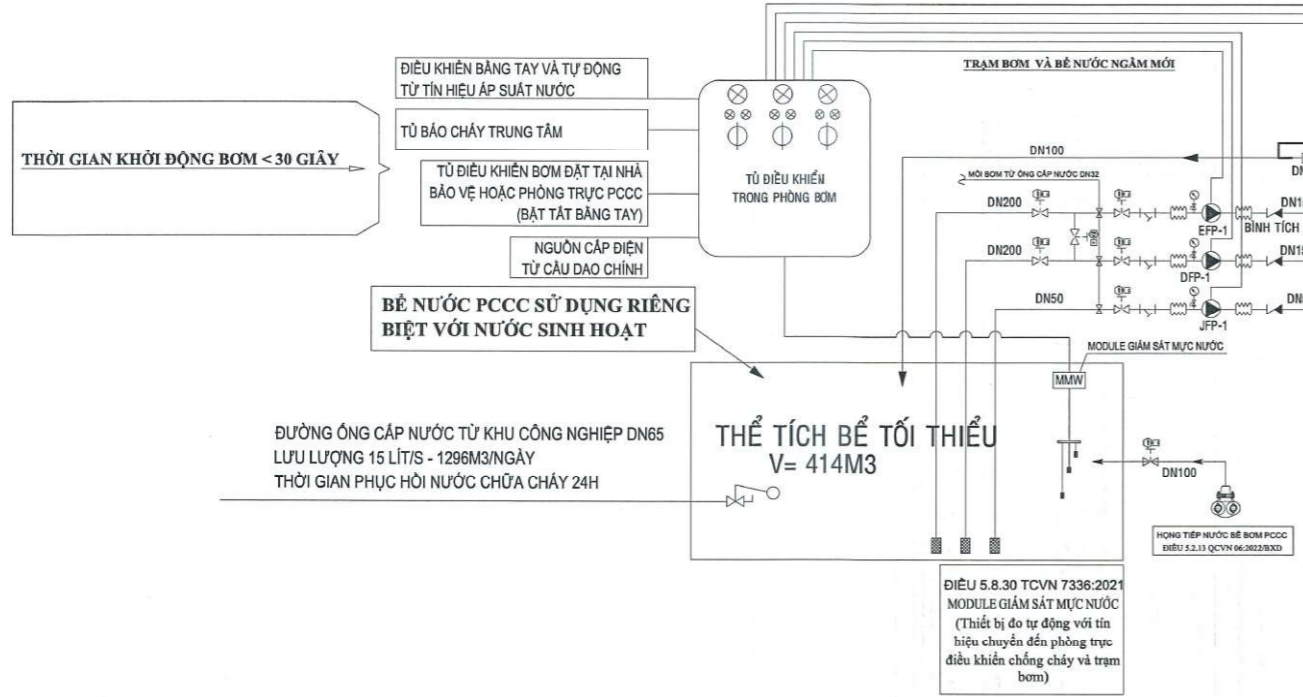 TRẠM BƠM VÀ BỂ NƯỚC NGẦM MỚI
ĐIỀU KHIỂN BẰNG TAY VÀ TỰ ĐỘNG
TỪ TÍN HIỆU ÁP SUẤT NƯỚC
TỦ BÁO CHÁY TRUNG TÂM
THỜI GIAN KHỞI ĐỘNG BƠM < 30 GIÂY
TỦ ĐIỀU KHIỂN BƠM ĐẶT TẠI NHÀ
BẢO VỆ HOẶC PHÒNG TRỰC PCCC
(BẬT TẮT BẰNG TAY)
NGUỒN CẤP ĐIỆN
TỪ CẦU DAO CHÍNH
TỦ ĐIỀU KHIỂN
TRONG PHÒNG BƠM
DN100
MỒI BƠM TỪ ỐNG CẤP NƯỚC DN32
DN200
EFP-1
BÌNH TÍCH
DN200
DFP-1
DN15
DN50
JFP-1
BỂ NƯỚC PCCC SỬ DỤNG RIÊNG
BIỆT VỚI NƯỚC SINH HOẠT
MODULE GIÁM SÁT MỰC NƯỚC
MMW
THỂ TÍCH BỂ TỐI THIỂU
V= 414M3
ĐƯỜNG ỐNG CẤP NƯỚC TỪ KHU CÔNG NGHIỆP DN65
LƯU LƯỢNG 15 LÍT/S - 1296M3/NGÀY
THỜI GIAN PHỤC HỒI NƯỚC CHỮA CHÁY 24H
DN100
HỌNG TIẾP NƯỚC BỂ BƠM PCCC
ĐIỀU 5.2.13 QCVN 06:2022/BXD
ĐIỀU 5.8.30 TCVN 7336:2021
MODULE GIÁM SÁT MỰC NƯỚC
(Thiết bị đo tự động với tín
hiệu chuyển đến phòng trực
điều khiển chống cháy và trạm
bơm)